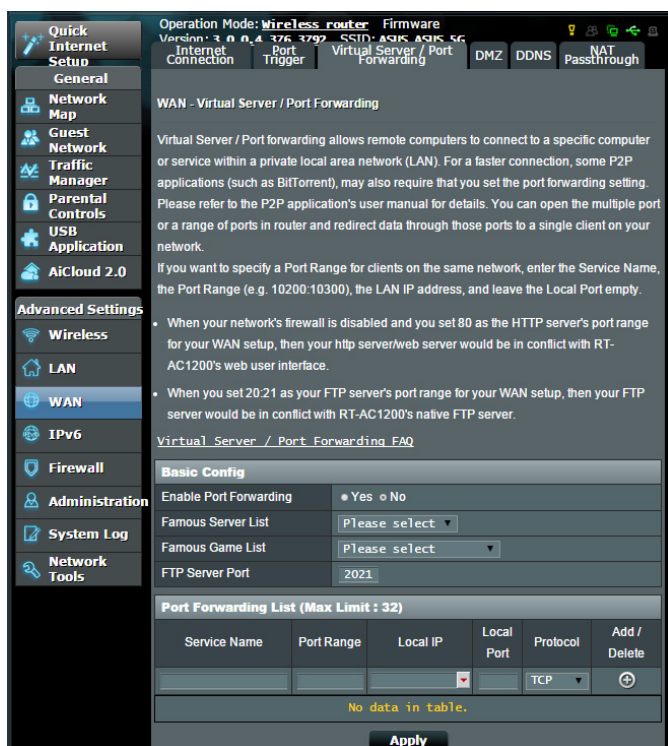 Quick
Internet
Setup
General
Network
Map
Guest
Network
Traffic
Manager
Parental
Controls
USB
Application
AiCloud 2.0
Advanced Settings
Wireless
LAN
WAN
IPv6
Firewall
Administration
System Log
Network
Tools
Operation Mode: Wireless router Firmware
Version: 3.0.0.4.376.3792 SSID: ASUS ASUS_5G
Internet
Connection
Port
Trigger
Virtual Server / Port
Forwarding
DMZ
DDNS
NAT
Passthrough
WAN - Virtual Server / Port Forwarding
Virtual Server / Port forwarding allows remote computers to connect to a specific computer
or service within a private local area network (LAN). For a faster connection, some P2P
applications (such as BitTorrent), may also require that you set the port forwarding setting.
Please refer to the P2P application's user manual for details. You can open the multiple port
or a range of ports in router and redirect data through those ports to a single client on your
network.
If you want to specify a Port Range for clients on the same network, enter the Service Name,
the Port Range (e.g. 10200:10300), the LAN IP address, and leave the Local Port empty.
• When your network's firewall is disabled and you set 80 as the HTTP server's port range
for your WAN setup, then your http server/web server would be in conflict with RT-
AC1200's web user interface.
• When you set 20:21 as your FTP server's port range for your WAN setup, then your FTP
server would be in conflict with RT-AC1200's native FTP server.
Virtual Server / Port Forwarding FAQ
Basic Config
Enable Port Forwarding Yes No
Famous Server List Please select
Famous Game List Please select
FTP Server Port 2021
Port Forwarding List (Max Limit : 32)
Service Name Port Range Local IP Local Port Protocol Add / Delete
TCP
No data in table.
Apply